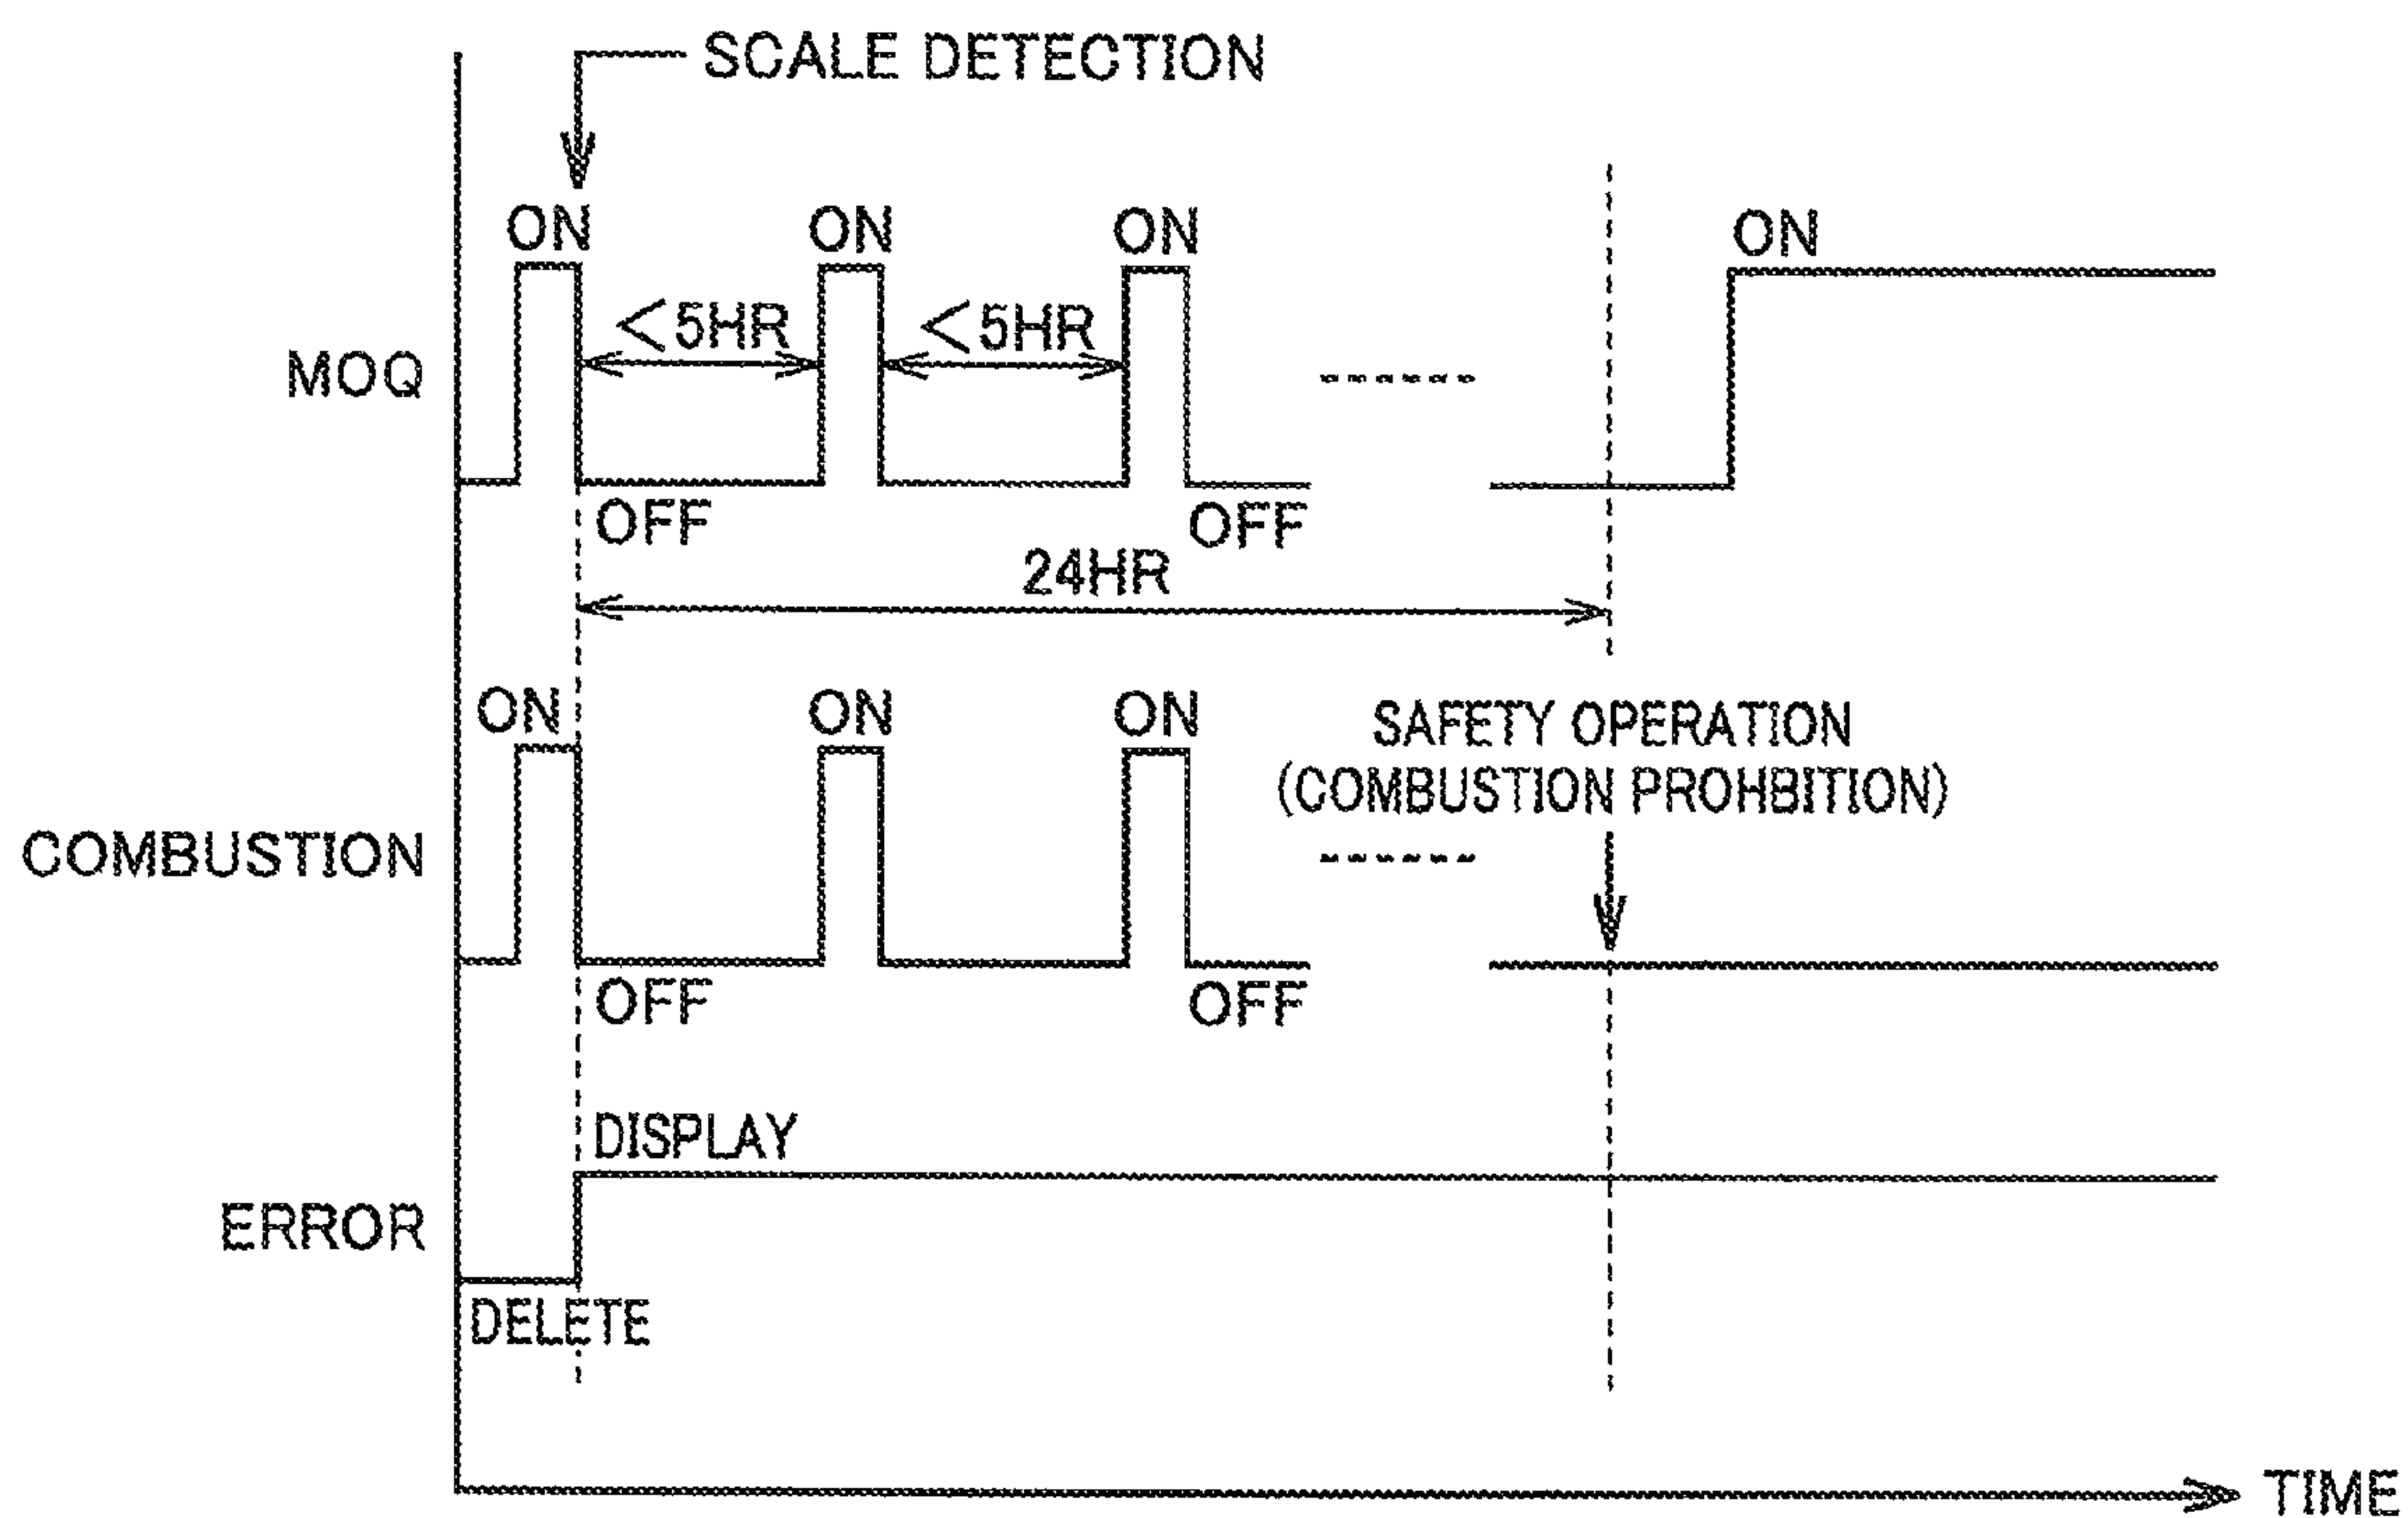 SCALE DETECTION
ON ON ON ON
<5HR <5HR
MOQ
OFF OFF
24HR
ON ON ON
SAFETY OPERATION
(COMBUSTION PROHBITION)
COMBUSTION
OFF OFF
DISPLAY
ERROR
DELETE
TIME